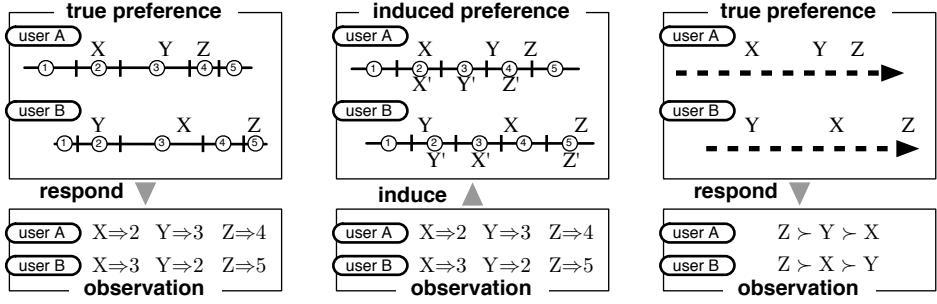 true preference
user A
X Y Z
1 2 3 4 5
user B
Y X Z
1 2 3 4 5
respond
user A X⇒2 Y⇒3 Z⇒4
user B X⇒3 Y⇒2 Z⇒5
observation
induced preference
user A
X Y Z
1 2 3 4 5
X' Y' Z'
user B
Y X Z
1 2 3 4 5
Y' X' Z'
induce
user A X⇒2 Y⇒3 Z⇒4
user B X⇒3 Y⇒2 Z⇒5
observation
true preference
user A
X Y Z
user B
Y X Z
respond
user A Z ≻ Y ≻ X
user B Z ≻ X ≻ Y
observation